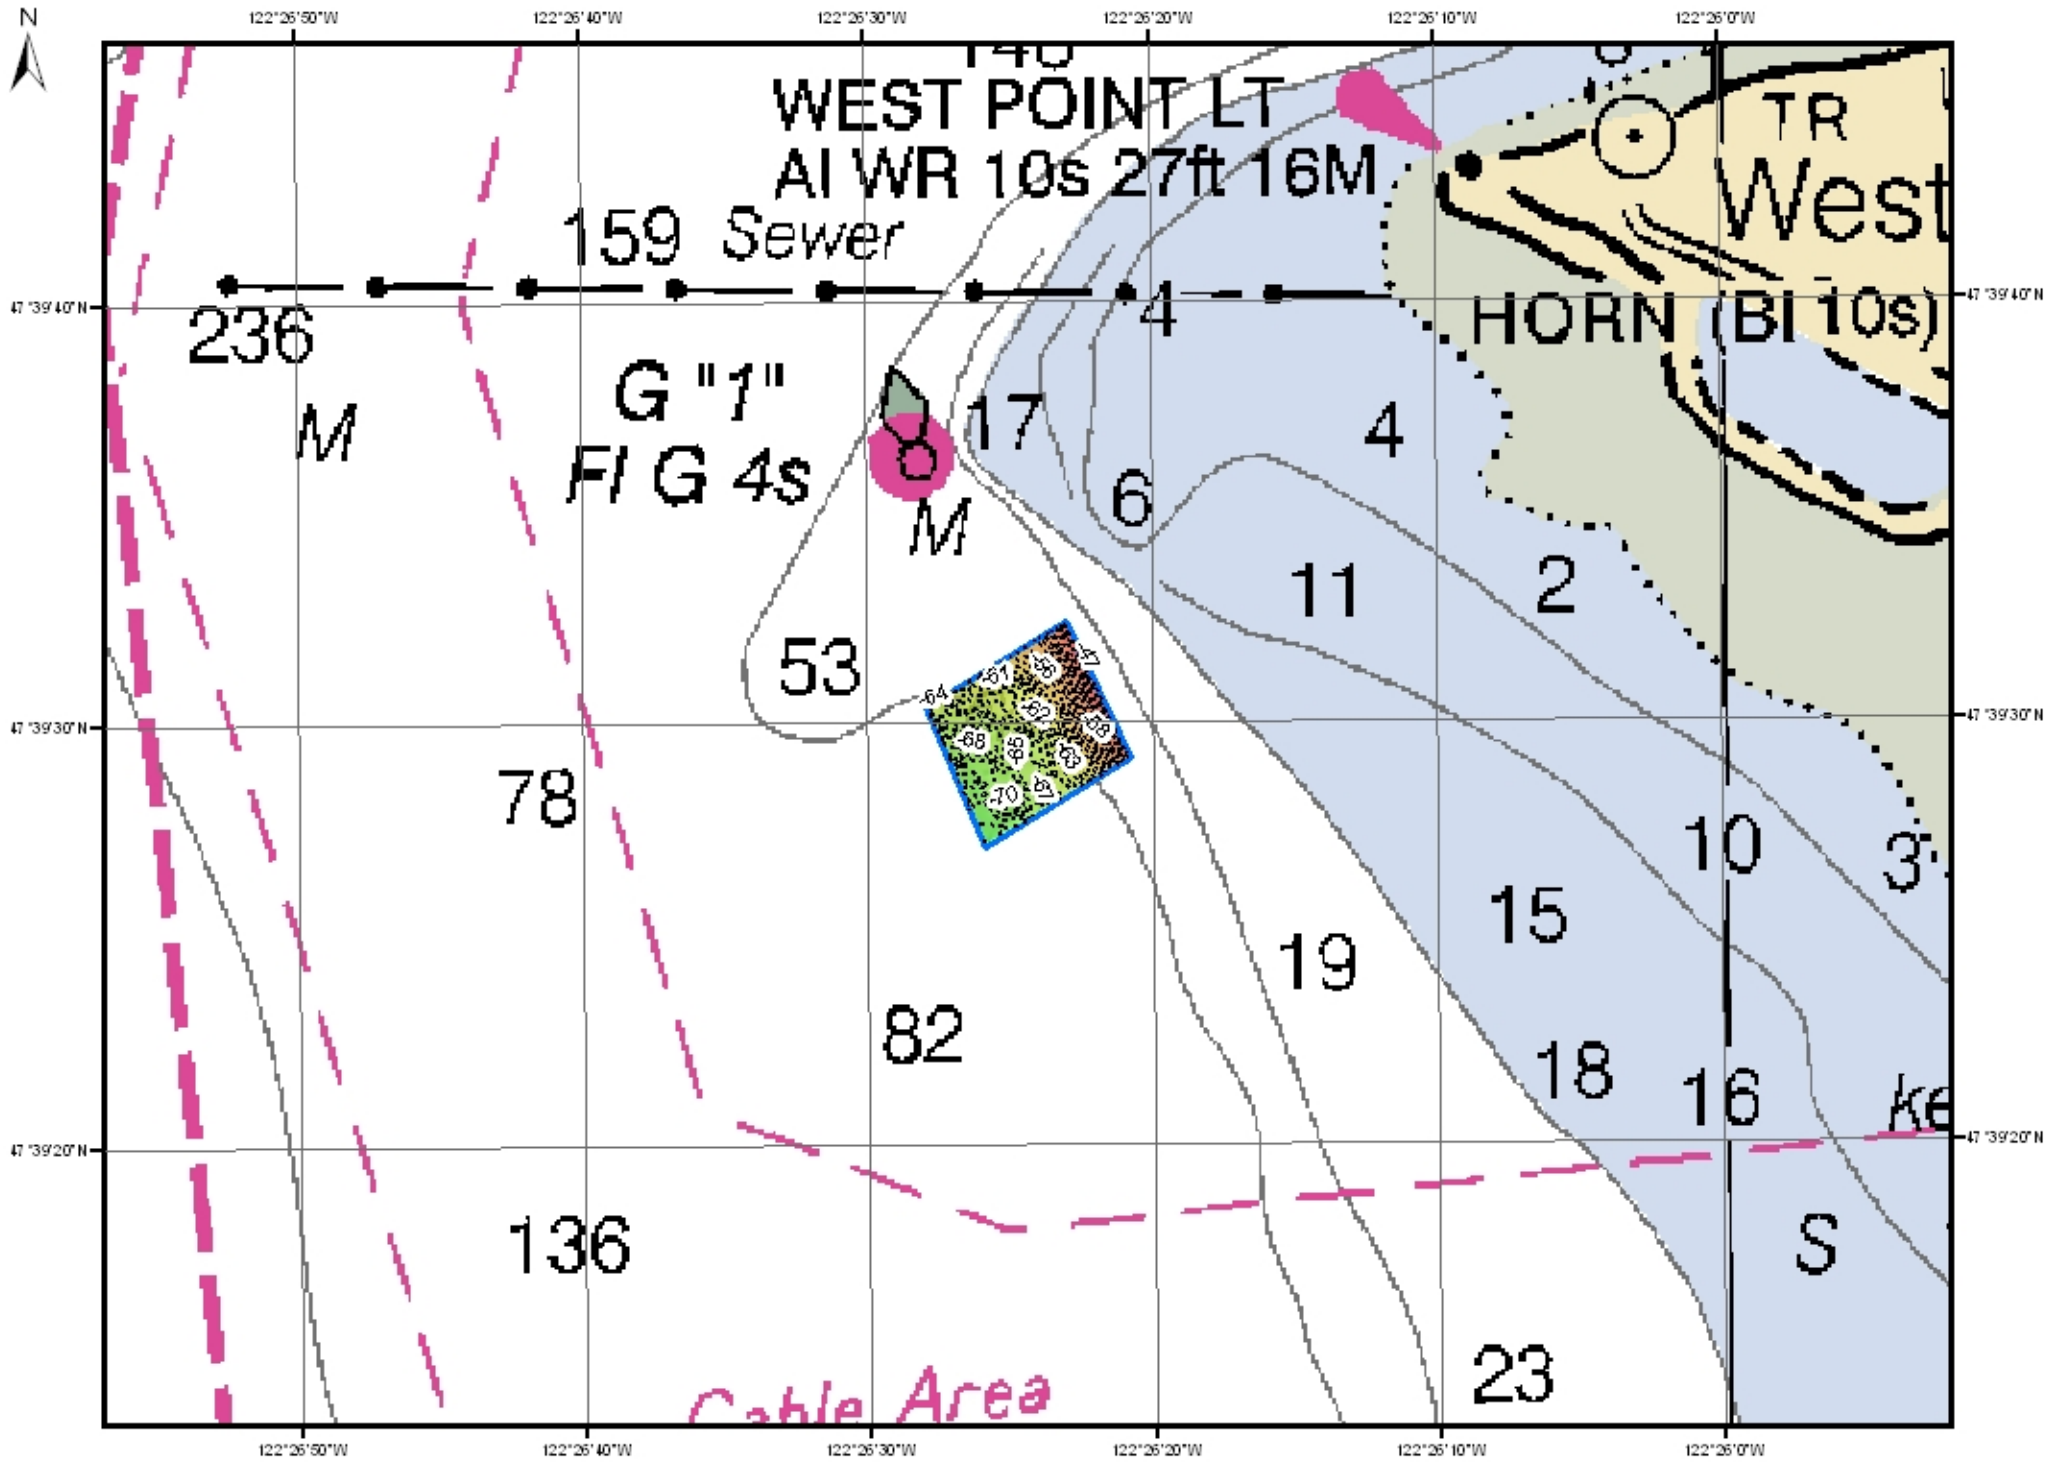 N
122°26'50"W 122°26'40"W 122°26'30"W 122°26'20"W 122°26'10"W 122°26'0"W
WEST POINT LT
Al WR 10s 27ft 16M
TR
West
159 Sewer
47°39'40"N 47°39'40"N
236
4
HORN (Bl 10s)
G "1"
M
17
4
Fl G 4s
6
M
11
2
53
-47
-61
-64
-62
-58
47°39'30"N 47°39'30"N
-68
-63
78
-70
10
3
15
19
82
18
16
ke
47°39'20"N 47°39'20"N
136
S
23
Cable Area
122°26'50"W 122°26'40"W 122°26'30"W 122°26'20"W 122°26'10"W 122°26'0"W